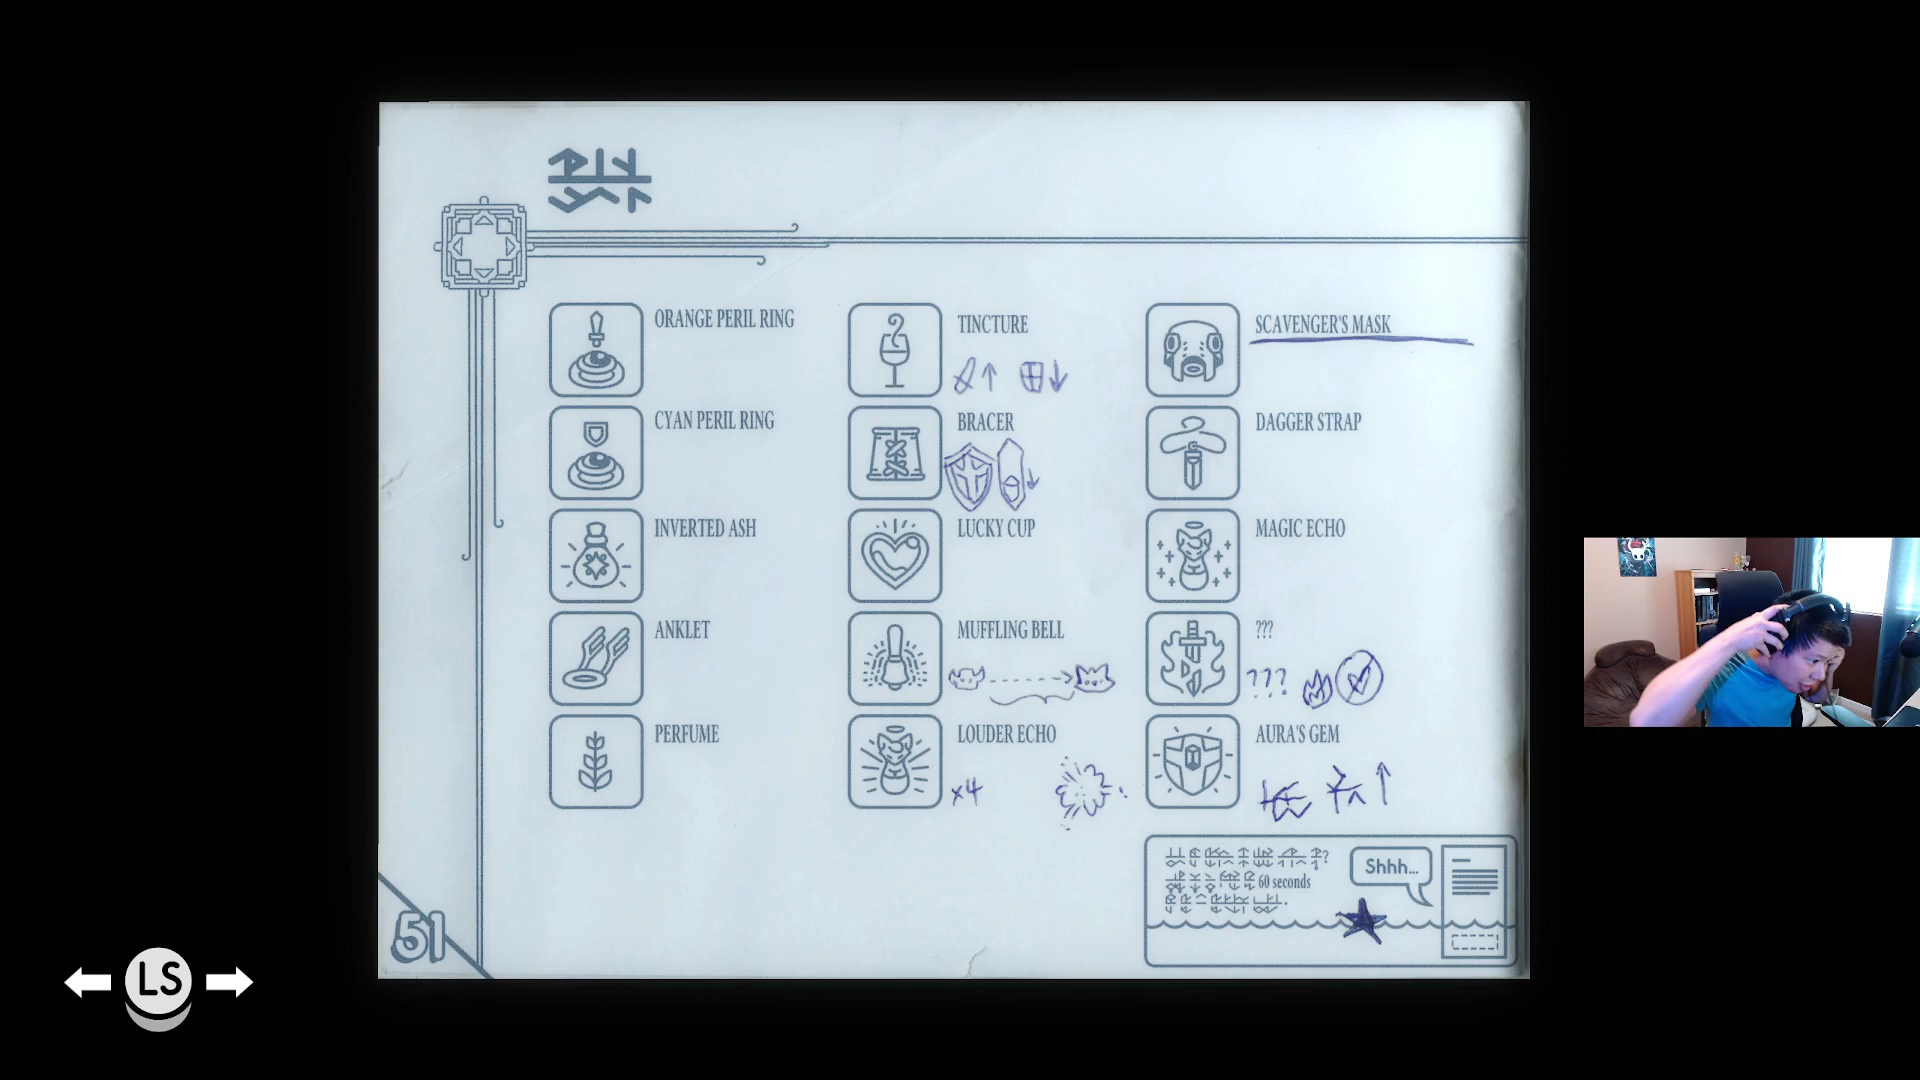 ORANGE PERIL RING
CYAN PERIL RING
INVERTED ASH
ANKLET
PERFUME
TINCTURE
BRACER
LUCKY CUP
MUFFLING BELL
LOUDER ECHO
x4
SCAVENGER'S MASK
DAGGER STRAP
MAGIC ECHO
???
???
AURA'S GEM
?
60 seconds
Shhh...
51
LS